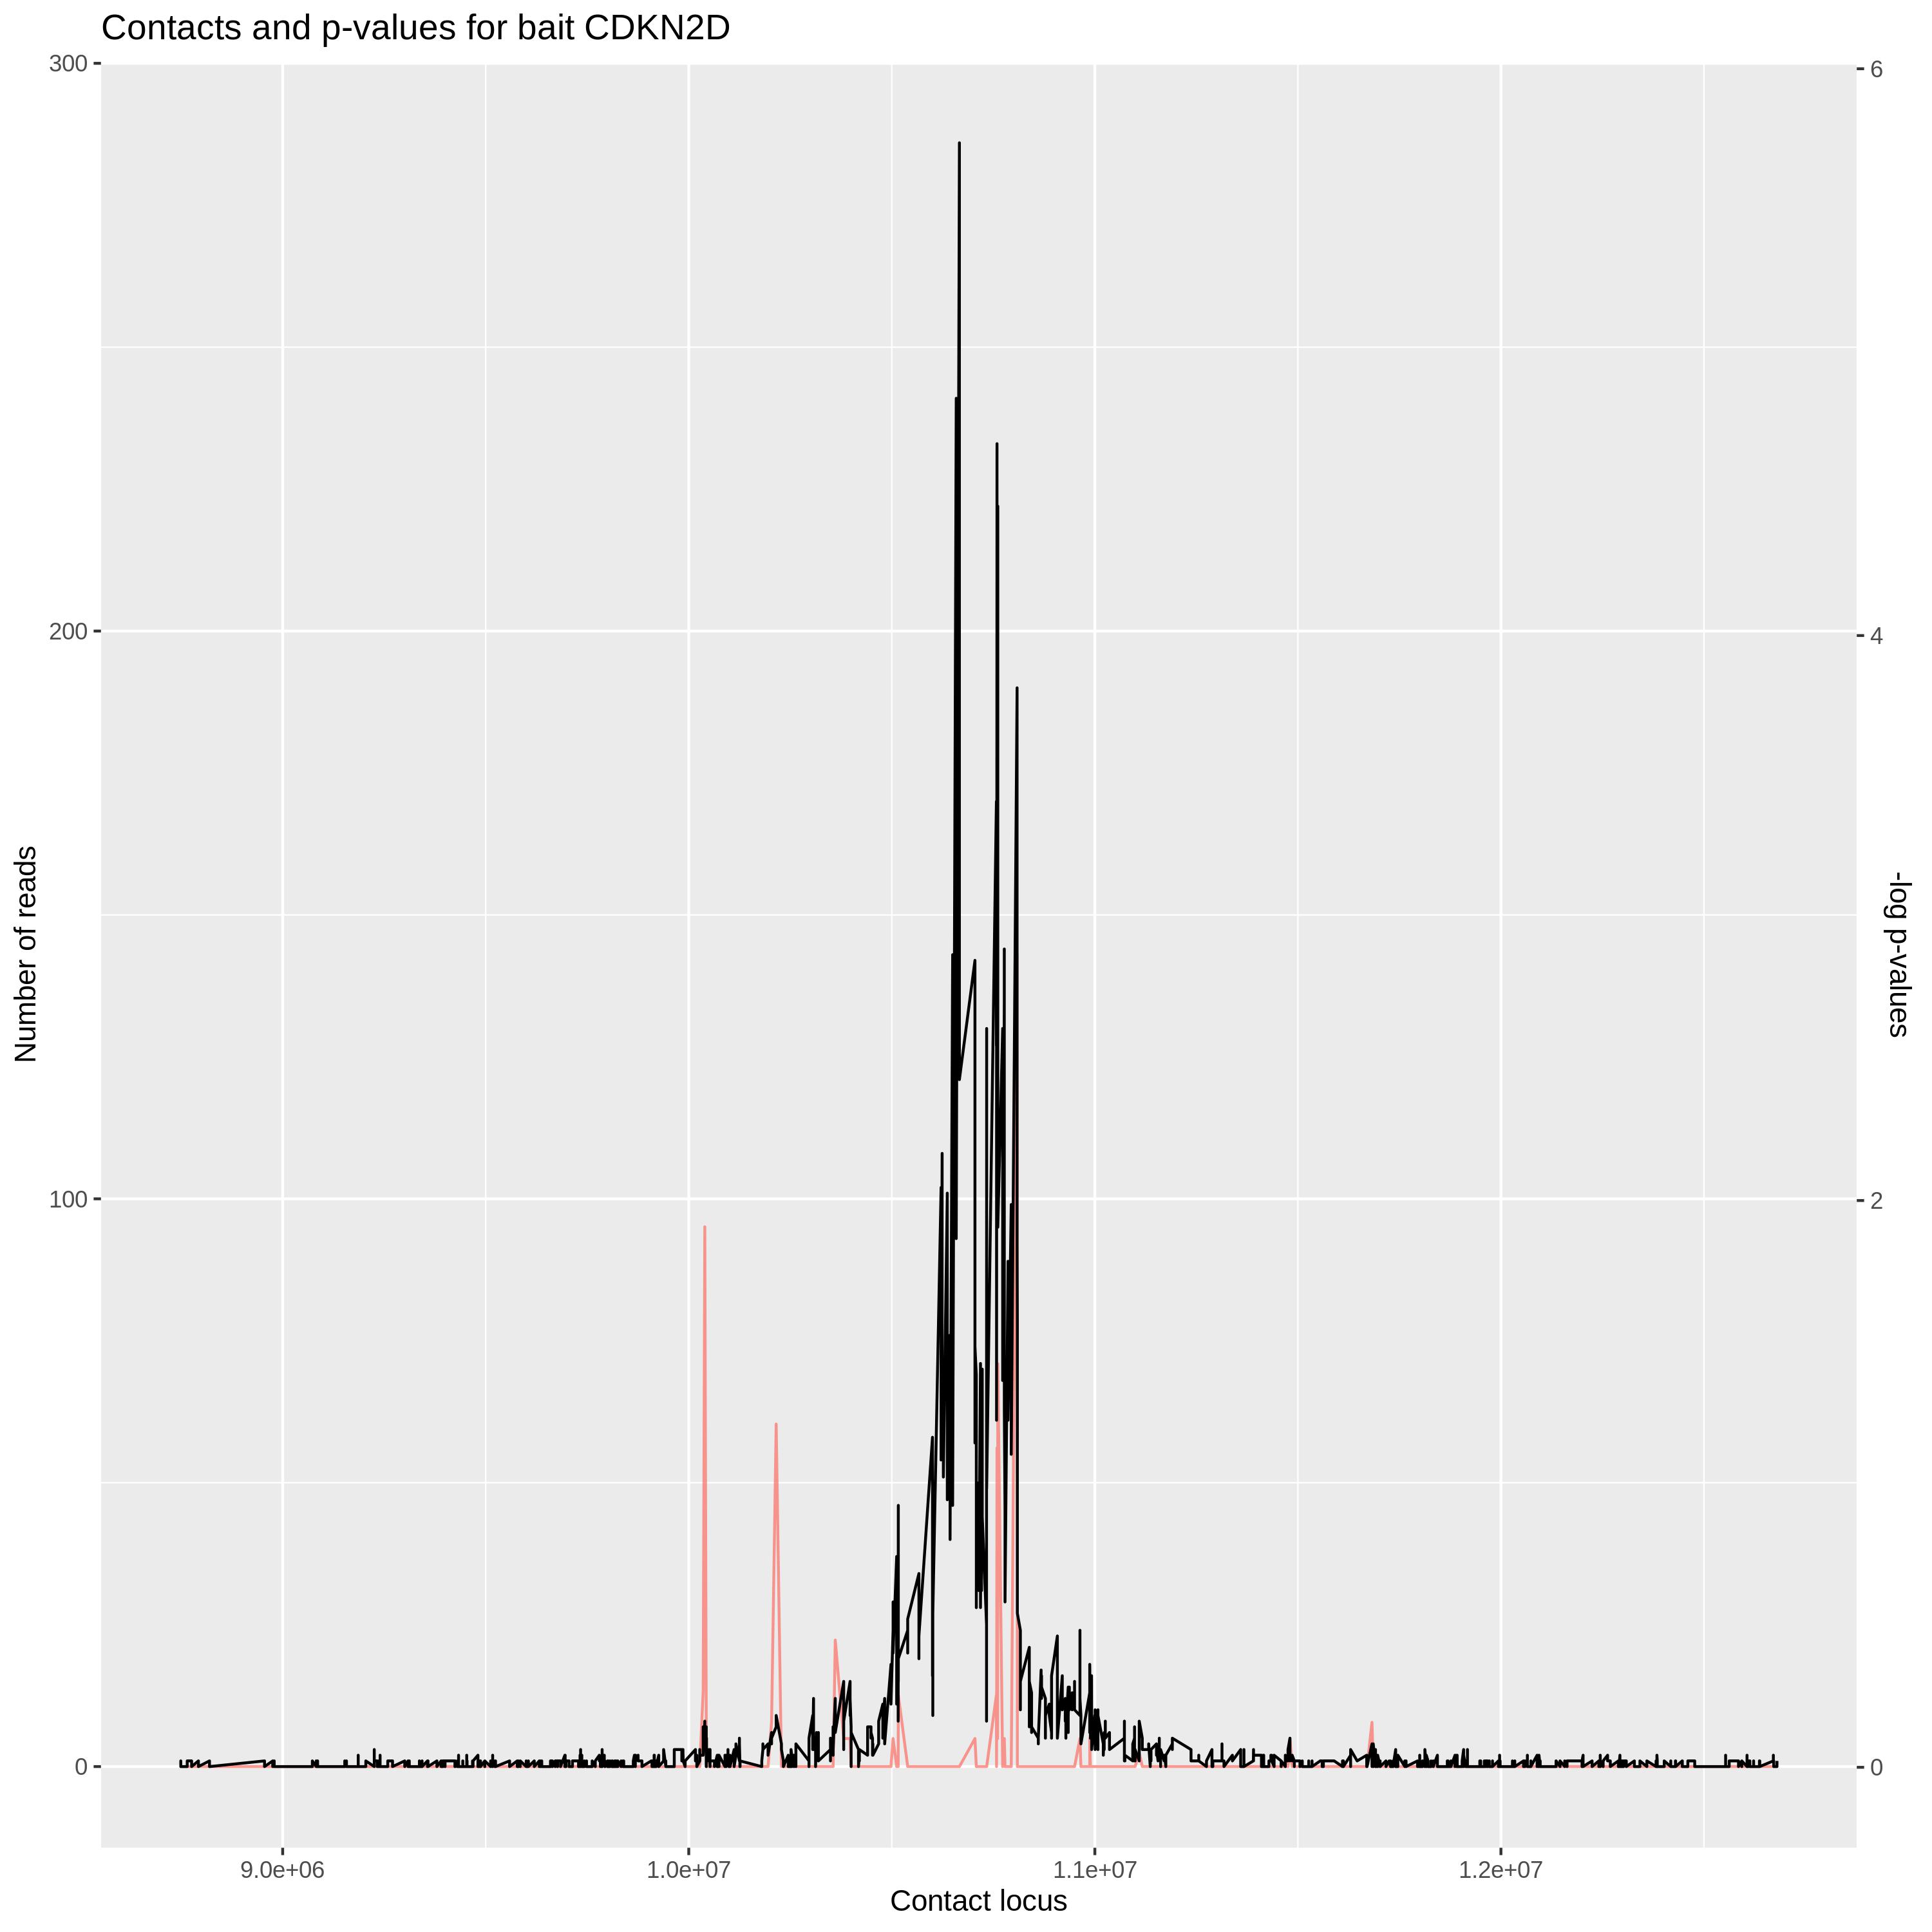 Contacts and p-values for bait CDKN2D
300
200
100
0
Number of reads
6
4
2
0
-log p-values
9.0e+06
1.0e+07
1.1e+07
1.2e+07
Contact locus